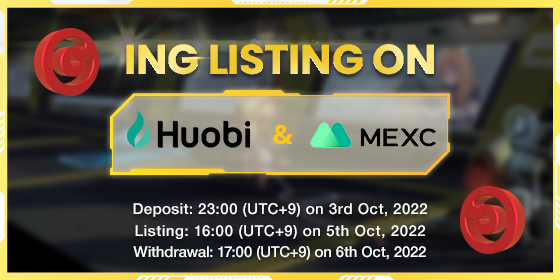 ING LISTING ON
Huobi & MEXC
Deposit: 23:00 (UTC+9) on 3rd Oct, 2022
Listing: 16:00 (UTC+9) on 5th Oct, 2022
Withdrawal: 17:00 (UTC+9) on 6th Oct, 2022